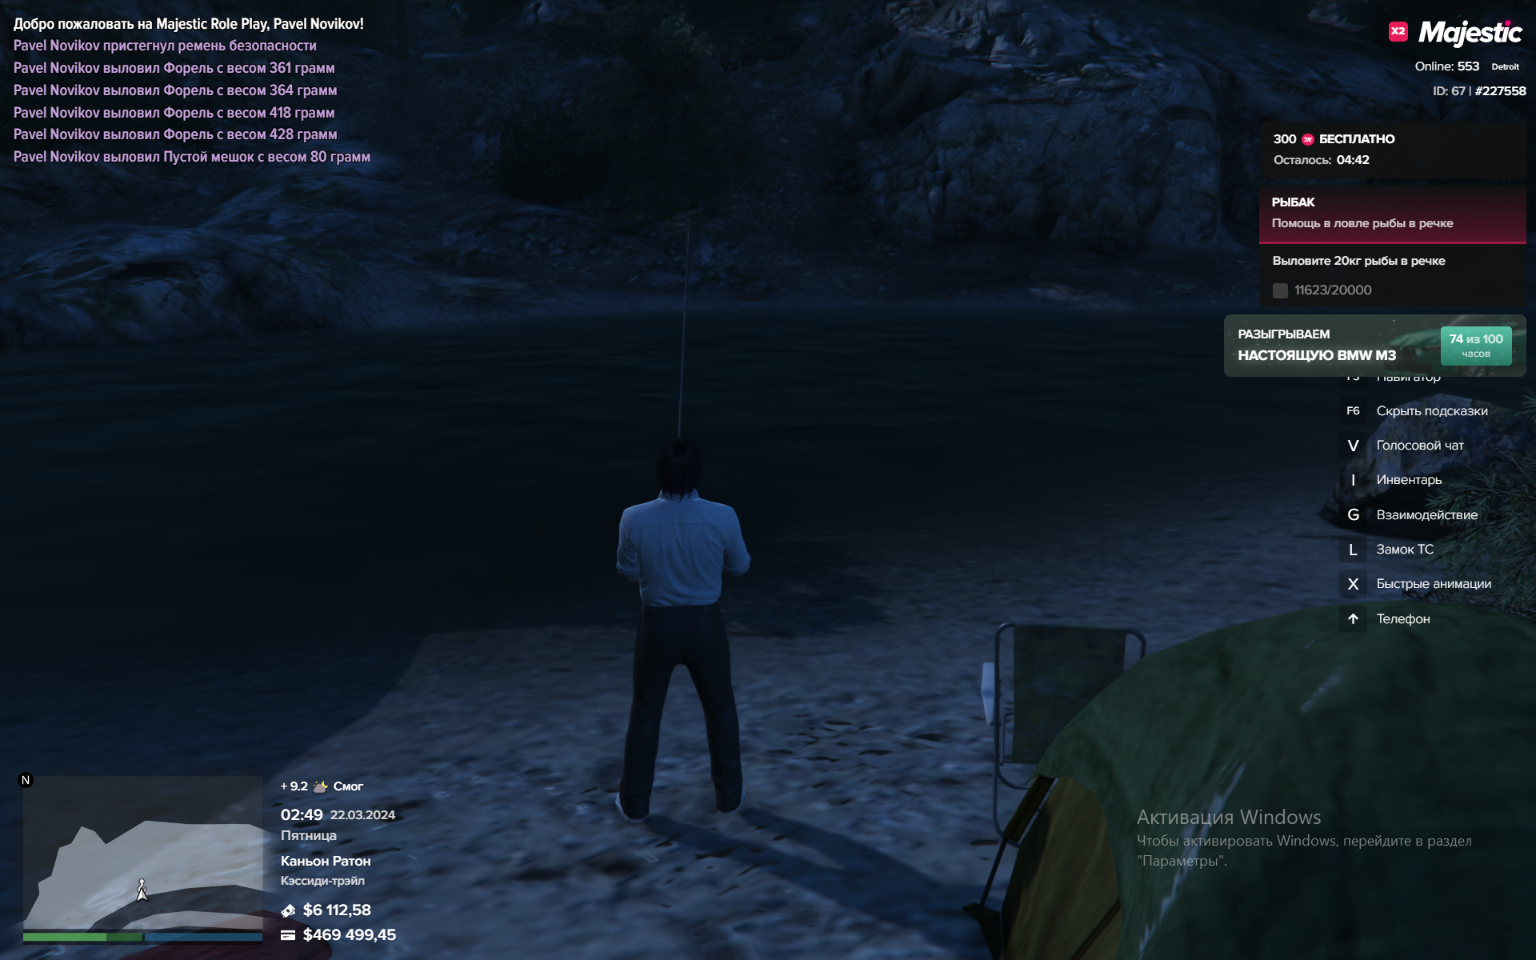 Добро пожаловать на Majestic Role Play, Pavel Novikov!
Pavel Novikov пристегнул ремень безопасности
Pavel Novikov выловил Форель с весом 361 грамм
Pavel Novikov выловил Форель с весом 364 грамм
Pavel Novikov выловил Форель с весом 418 грамм
Pavel Novikov выловил Форель с весом 428 грамм
Pavel Novikov выловил Пустой мешок с весом 80 грамм
X2 Majestic
Online: 553 Detroit
ID: 67 | #227558
300 БЕСПЛАТНО
Осталось: 04:42
РЫБАК
Помощь в ловле рыбы в речке
Выловите 20кг рыбы в речке
11623/20000
РАЗЫГРЫВАЕМ
НАСТОЯЩУЮ BMW M3
74 из 100
часов
Навигатор
F6 Скрыть подсказки
V Голосовой чат
I Инвентарь
G Взаимодействие
L Замок ТС
X Быстрые анимации
Телефон
N
+ 9.2 Смог
02:49 22.03.2024
Пятница
Каньон Ратон
Кэссиди-трэйл
$6 112,58
$469 499,45
Активация Windows
Чтобы активировать Windows, перейдите в раздел
"Параметры".